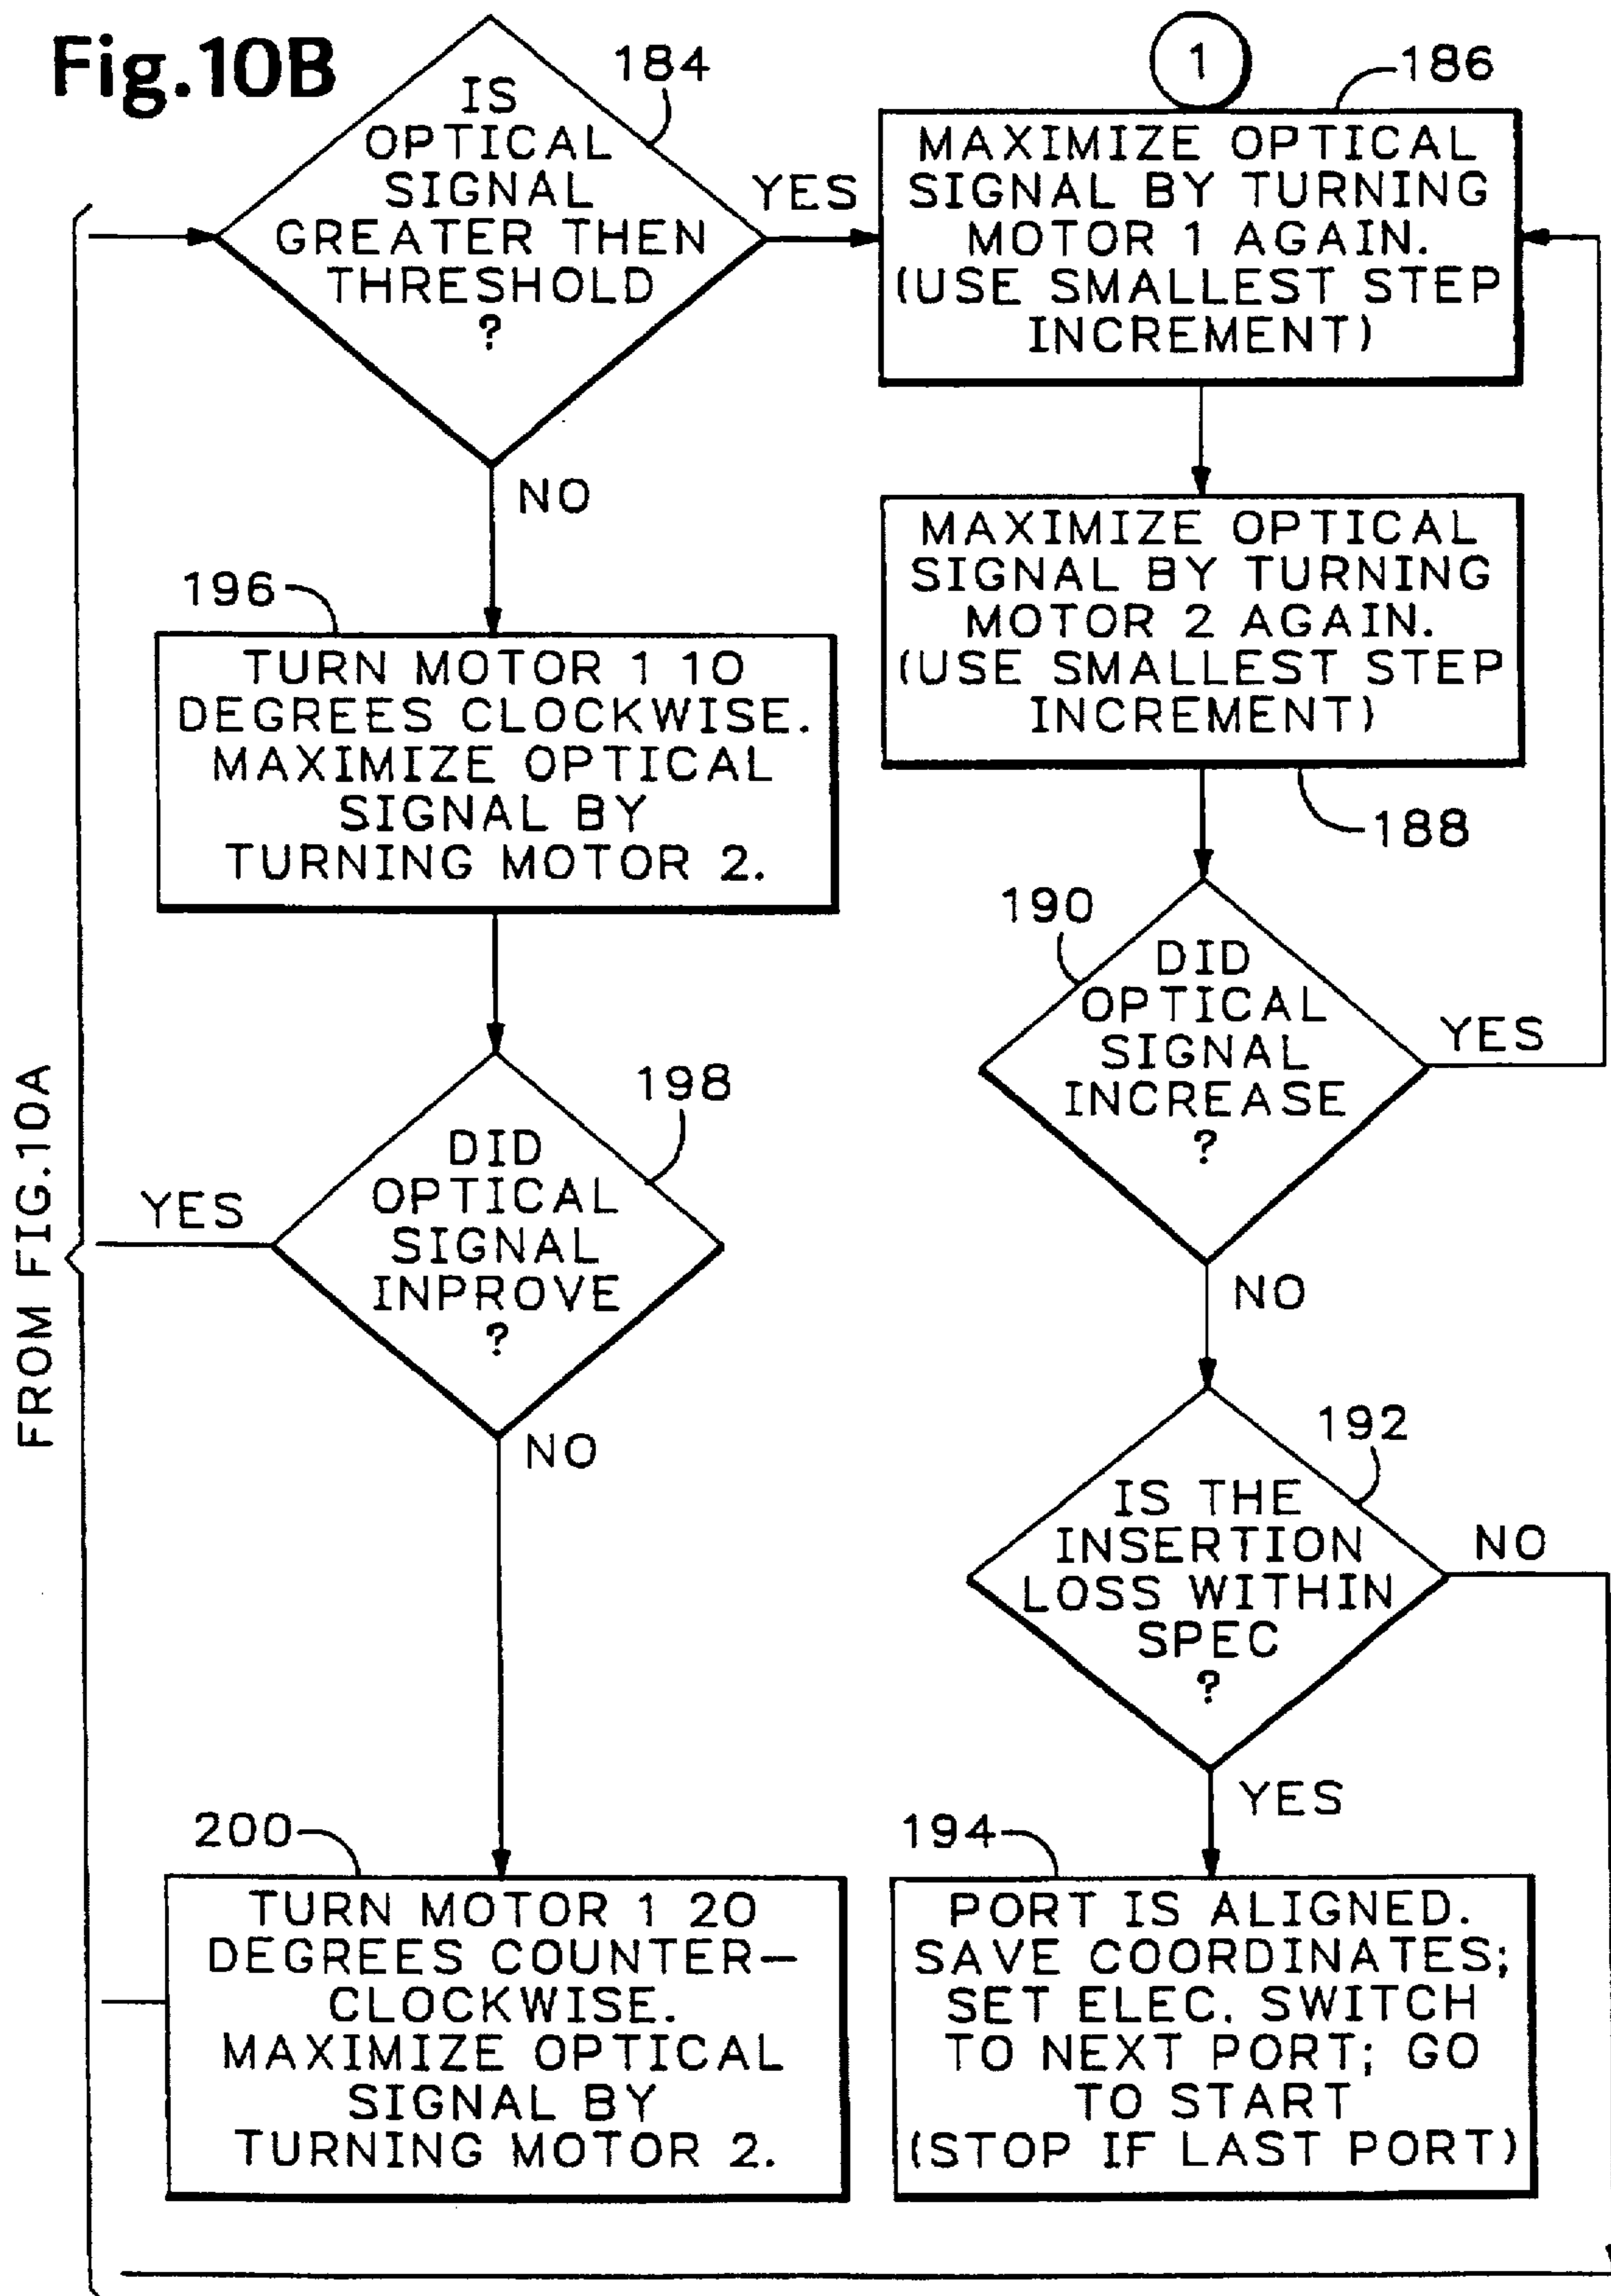 Fig.10B
184
IS
OPTICAL
SIGNAL
GREATER THEN
THRESHOLD
?
YES
NO
1
186
MAXIMIZE OPTICAL
SIGNAL BY TURNING
MOTOR 1 AGAIN.
(USE SMALLEST STEP
INCREMENT)
MAXIMIZE OPTICAL
SIGNAL BY TURNING
MOTOR 2 AGAIN.
(USE SMALLEST STEP
INCREMENT)
188
196
TURN MOTOR 1 10
DEGREES CLOCKWISE.
MAXIMIZE OPTICAL
SIGNAL BY
TURNING MOTOR 2.
190
DID
OPTICAL
SIGNAL
INCREASE
?
YES
NO
198
DID
OPTICAL
SIGNAL
INPROVE
?
YES
NO
FROM FIG.10A
192
IS THE
INSERTION
LOSS WITHIN
SPEC
?
NO
YES
200
TURN MOTOR 1 20
DEGREES COUNTER-
CLOCKWISE.
MAXIMIZE OPTICAL
SIGNAL BY
TURNING MOTOR 2.
194
PORT IS ALIGNED.
SAVE COORDINATES;
SET ELEC. SWITCH
TO NEXT PORT; GO
TO START
(STOP IF LAST PORT)